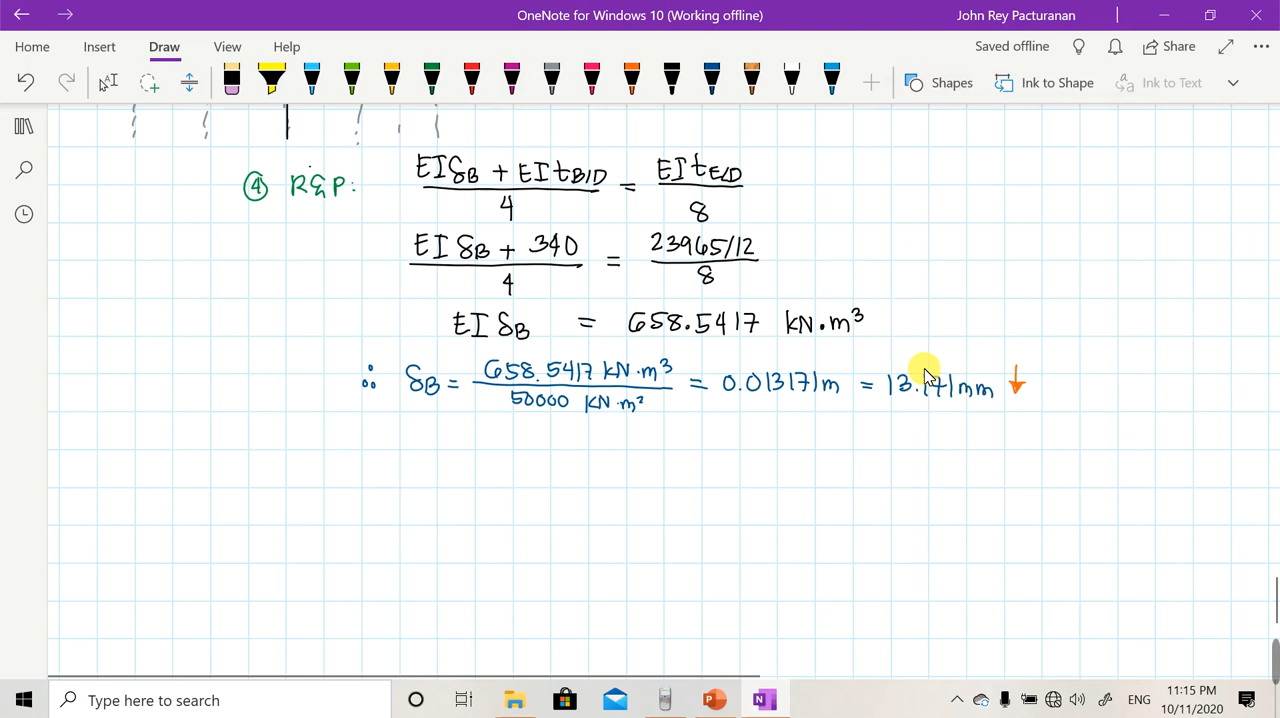 OneNote for Windows 10 (Working offline)
John Rey Pacturanan
Home Insert Draw View Help
Saved offline
Share
Shapes
Ink to Shape
Ink to Text
④ R&P: (EIδB + EItB/D)/4 = EItE/D/8
(EIδB + 340)/4 = (23965/12)/8
EIδB = 658.5417 kN·m³
∴ δB = 658.5417 kN·m³ / 50000 kN·m² = 0.013171m = 13.171mm ↓
Type here to search
ENG
11:15 PM
10/11/2020